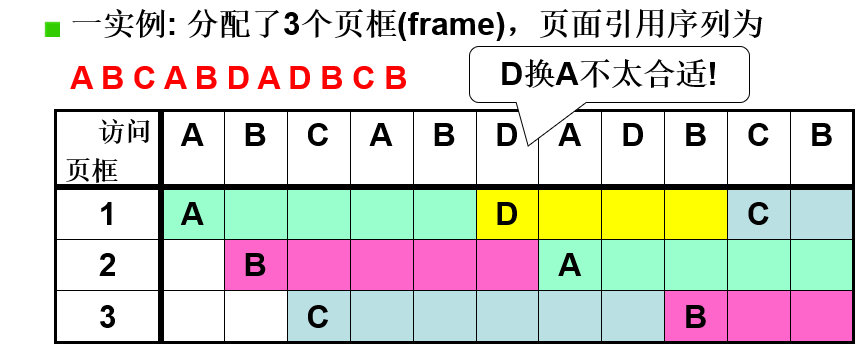 一实例: 分配了3个页框(frame)，页面引用序列为
A B C A B D A D B C B
D换A不太合适!
访问 A B C A B D A D B C B
页框
1 A D C
2 B A
3 C B